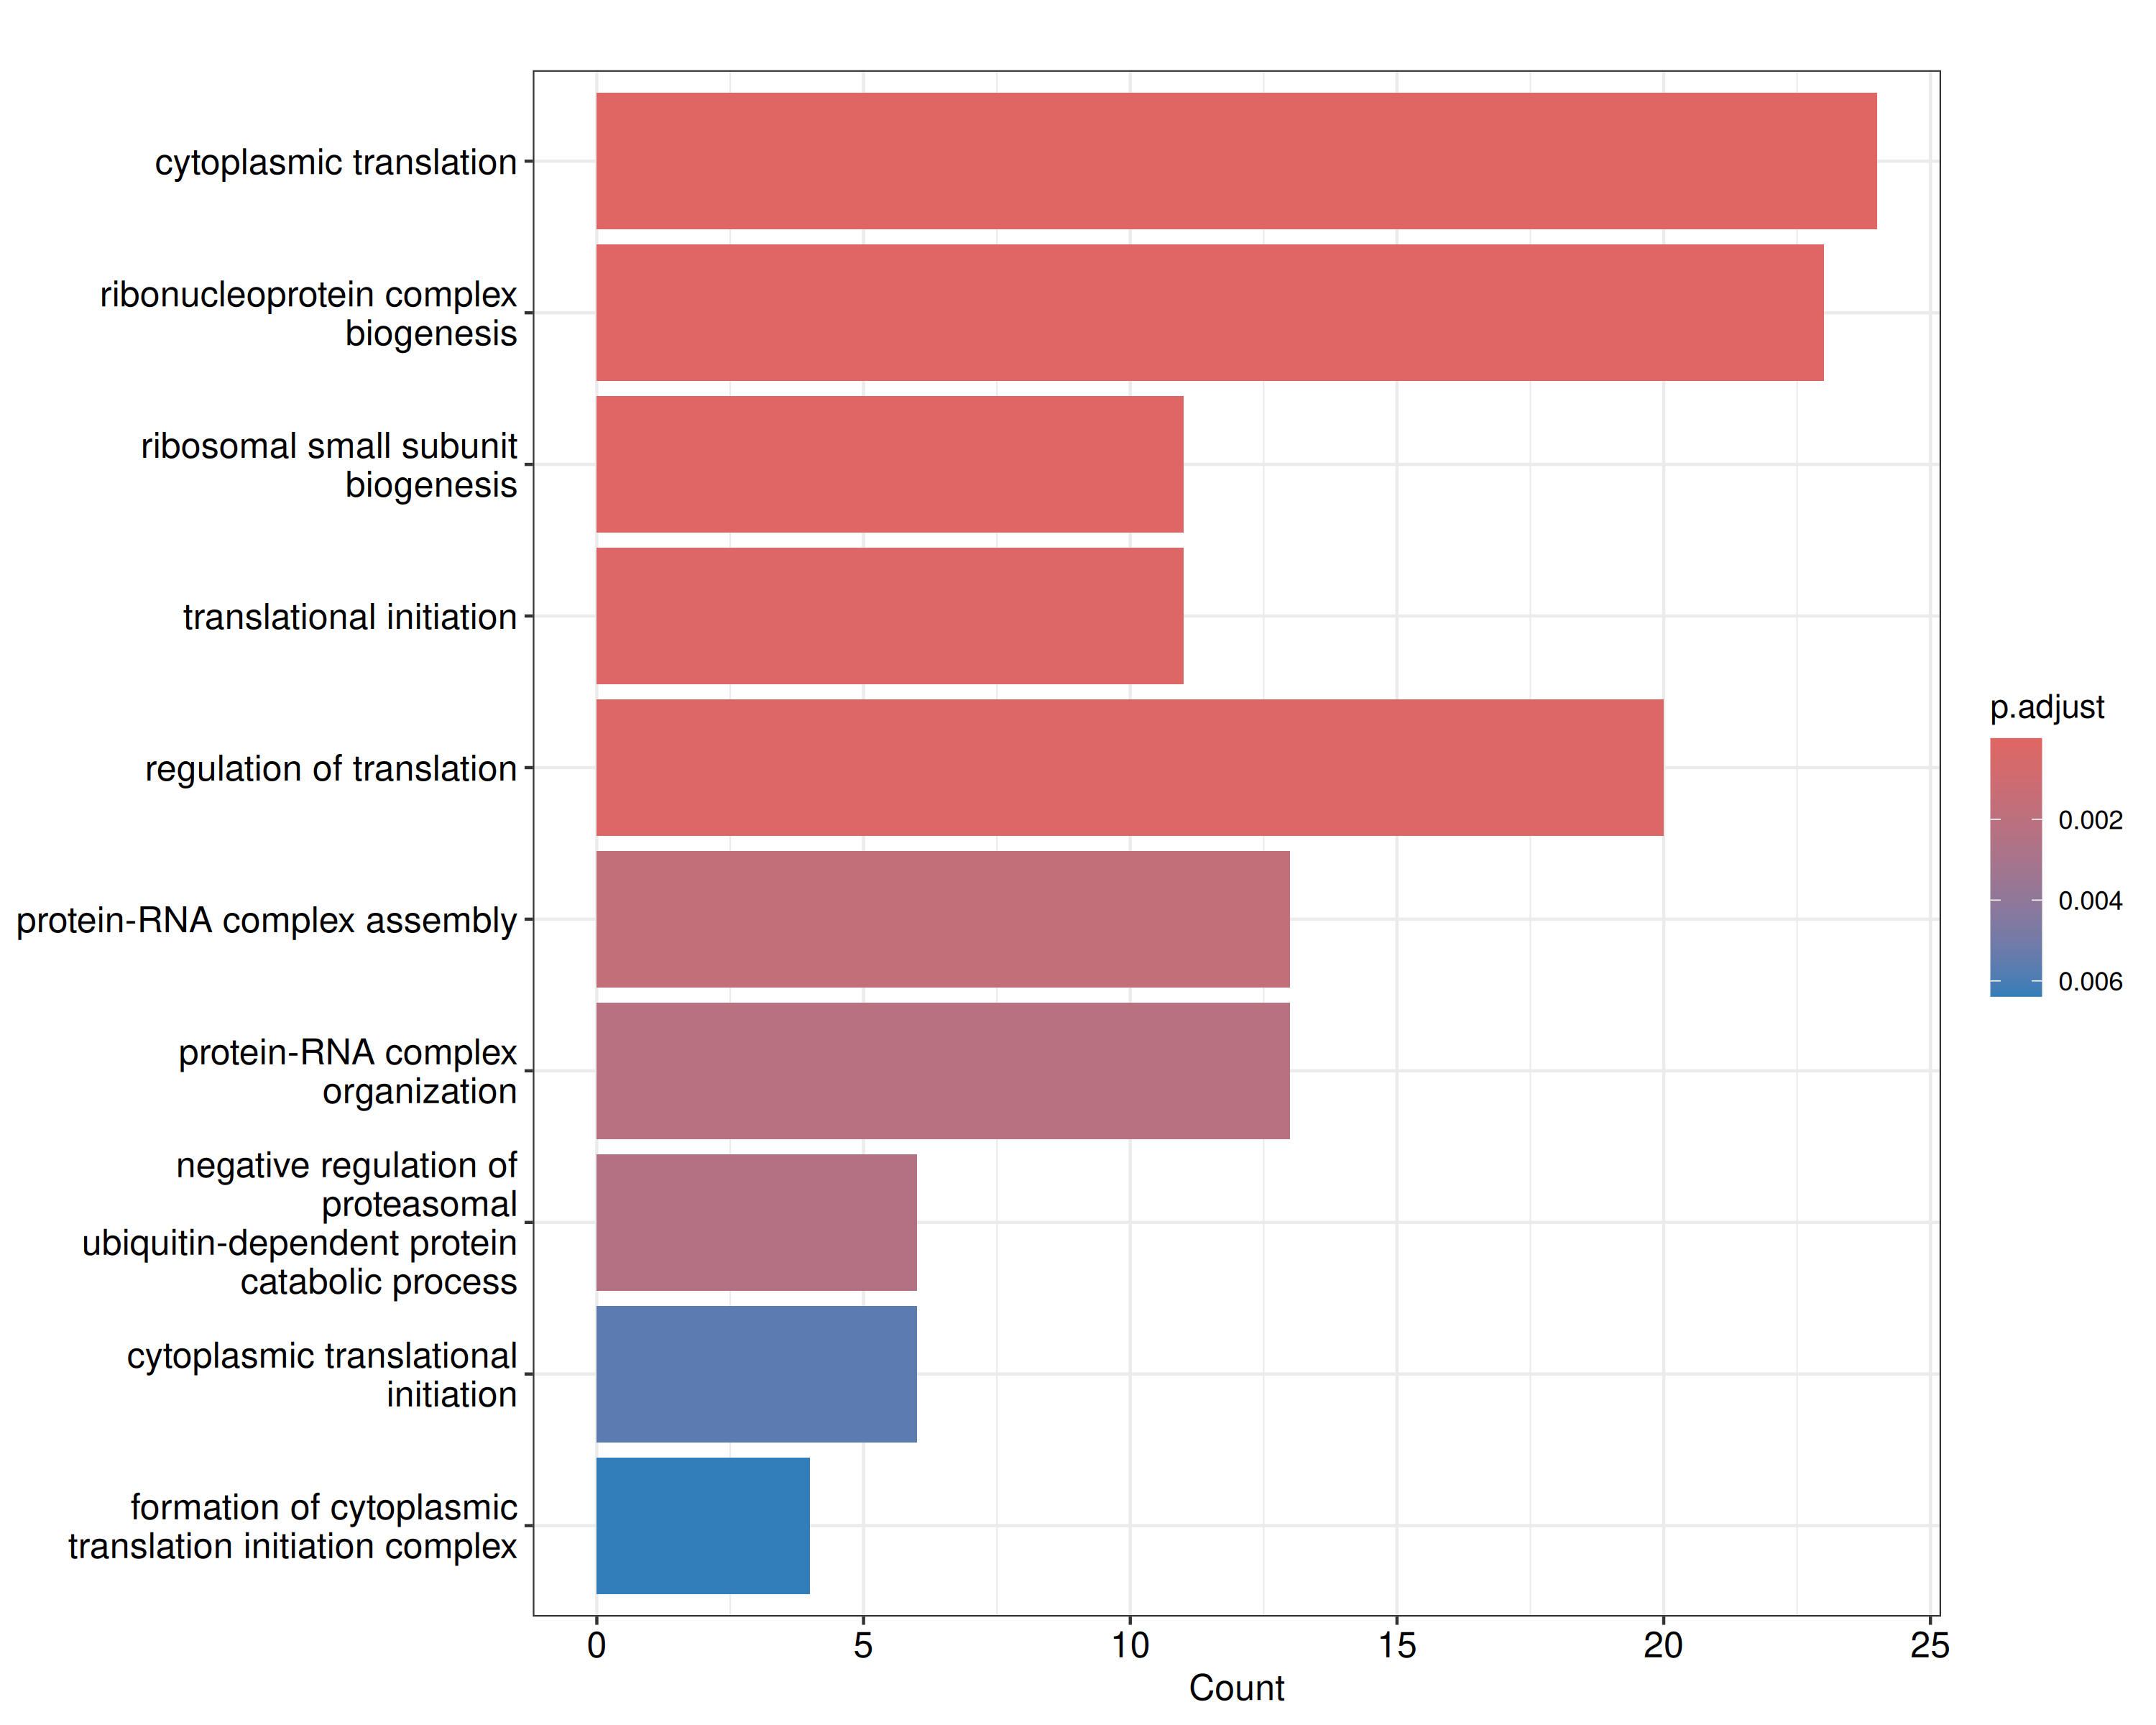 cytoplasmic translation
ribonucleoprotein complex
biogenesis
ribosomal small subunit
biogenesis
translational initiation
regulation of translation
protein-RNA complex assembly
protein-RNA complex
organization
negative regulation of
proteasomal
ubiquitin-dependent protein
catabolic process
cytoplasmic translational
initiation
formation of cytoplasmic
translation initiation complex
0 5 10 15 20 25
Count
p.adjust
0.002
0.004
0.006